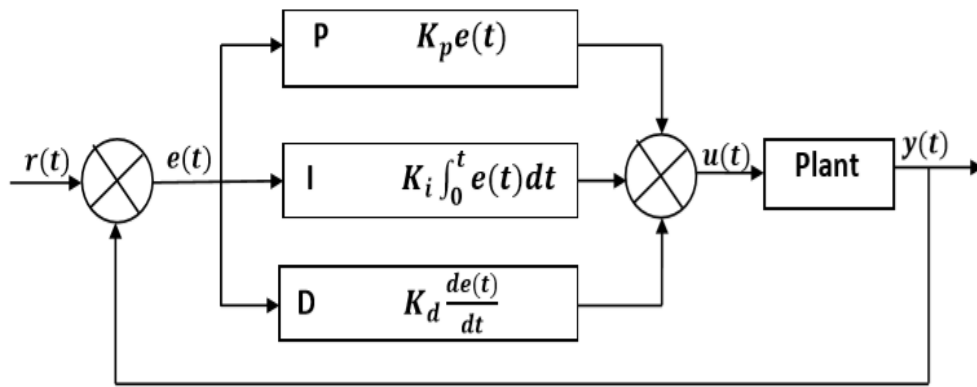 P K_p e(t)
r(t)
e(t)
I K_i ∫_0^t e(t)dt
u(t)
Plant
y(t)
D K_d de(t)/dt